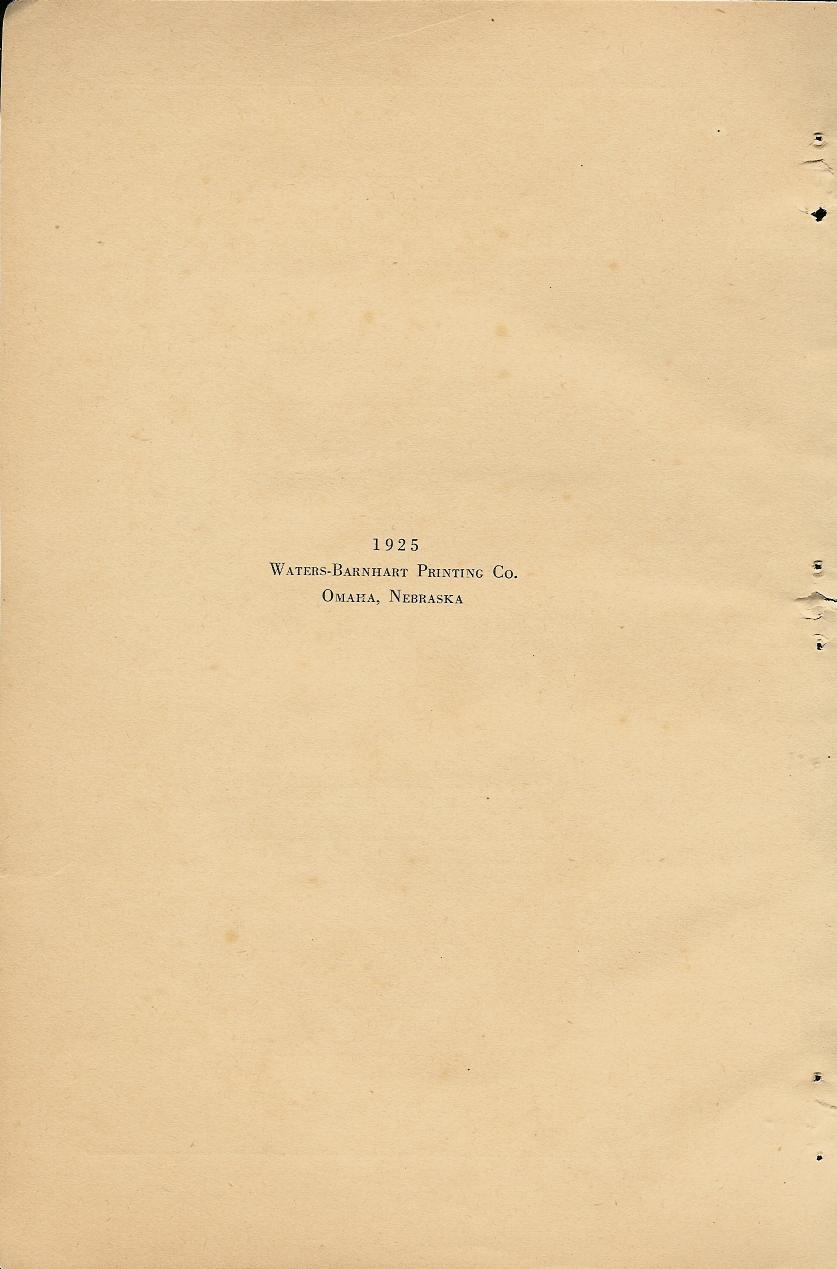 1925
Waters-Barnhart Printing Co.
Omaha, Nebraska